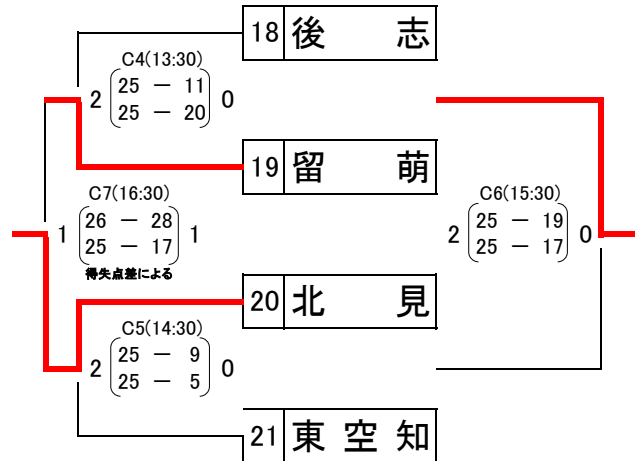 18 後 志
C4(13:30)
2 25 － 11 0
25 － 20
19 留 萌
C7(16:30)
1 26 － 28 1
25 － 17
得失点差による
C6(15:30)
2 25 － 19 0
25 － 17
20 北 見
C5(14:30)
2 25 － 9 0
25 － 5
21 東 空 知